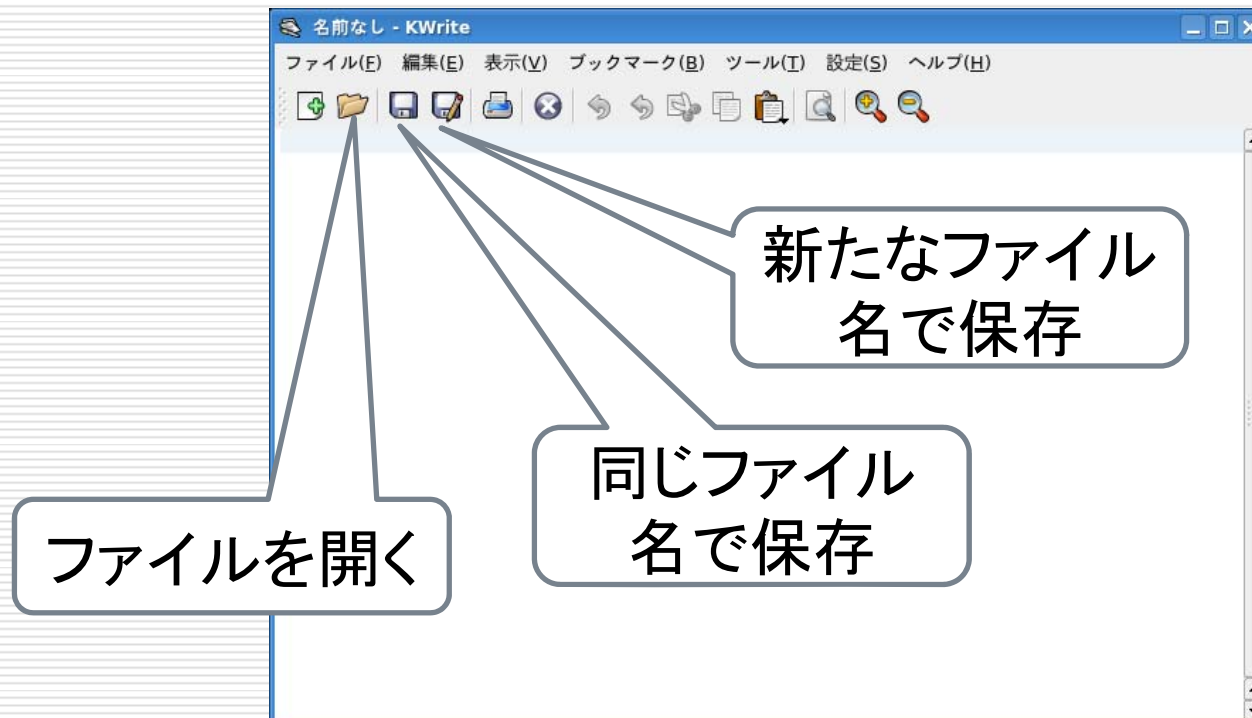 名前なし - KWrite
ファイル(F) 編集(E) 表示(V) ブックマーク(B) ツール(T) 設定(S) ヘルプ(H)
新たなファイル
名で保存
同じファイル
名で保存
ファイルを開く